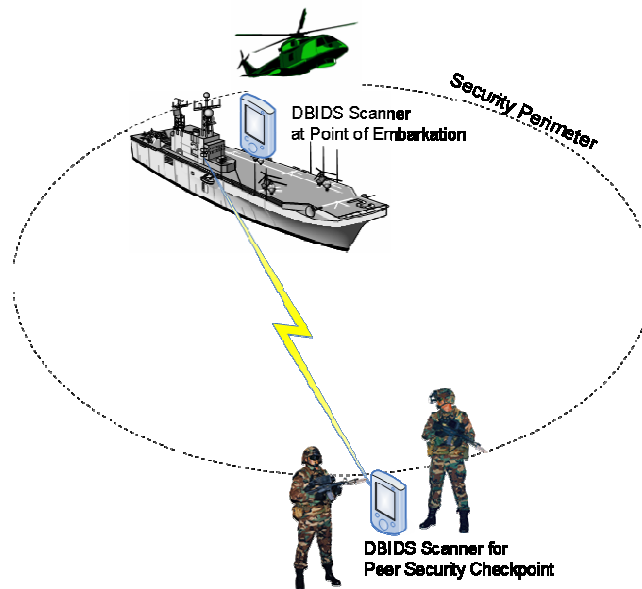 DBIDS Scanner
at Point of Embarkation
Security Perimeter
DBIDS Scanner for
Peer Security Checkpoint